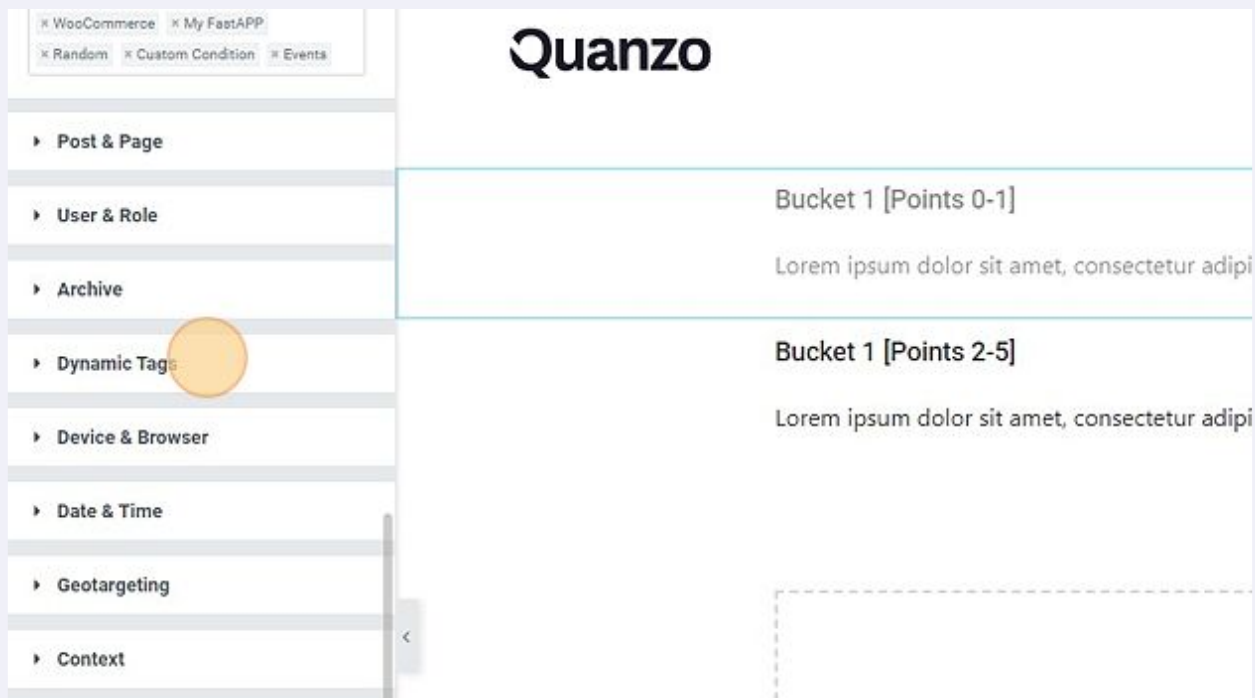 × WooCommerce × My FastAPP
× Random × Custom Condition × Events
Post & Page
User & Role
Archive
Dynamic Tags
Device & Browser
Date & Time
Geotargeting
Context
Quanzo
Bucket 1 [Points 0-1]
Lorem ipsum dolor sit amet, consectetur adipi
Bucket 1 [Points 2-5]
Lorem ipsum dolor sit amet, consectetur adipi